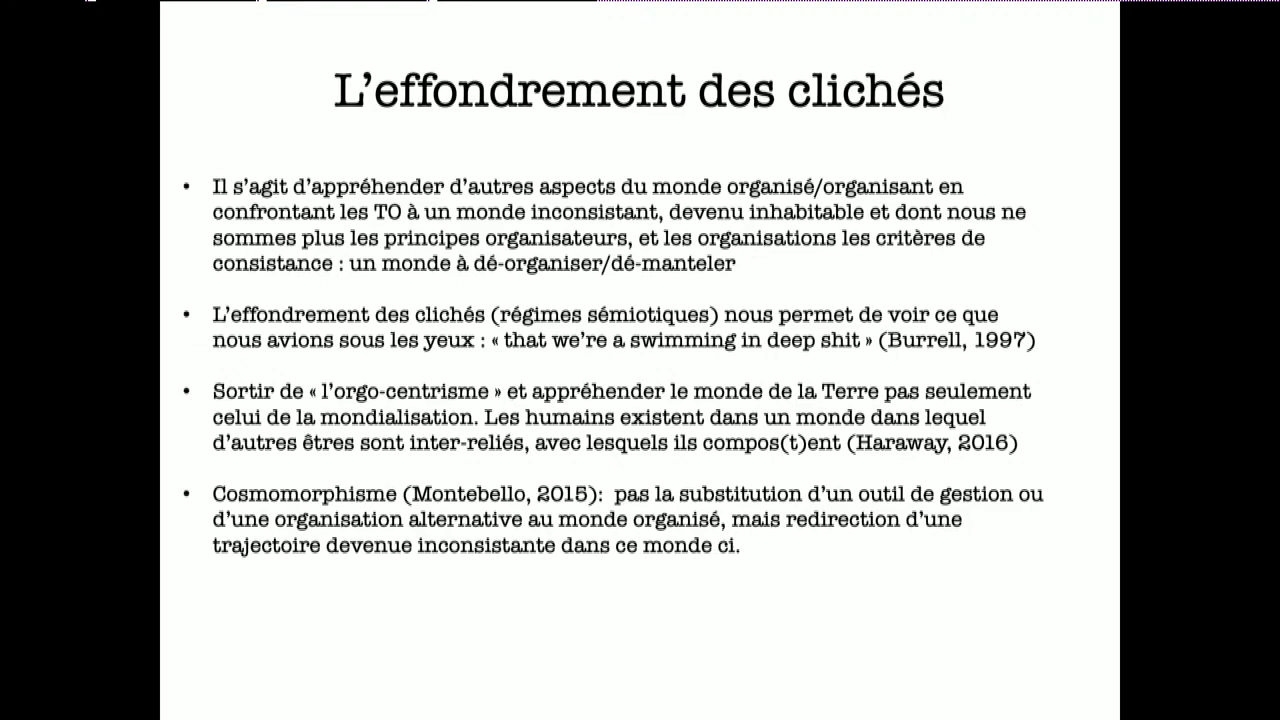 L'effondrement des clichés
• Il s'agit d'appréhender d'autres aspects du monde organisé/organisant en
confrontant les TO à un monde inconsistant, devenu inhabitable et dont nous ne
sommes plus les principes organisateurs, et les organisations les critères de
consistance : un monde à dé-organiser/dé-manteler
• L'effondrement des clichés (régimes sémiotiques) nous permet de voir ce que
nous avions sous les yeux : « that we're a swimming in deep shit » (Burrell, 1997)
• Sortir de « l'orgo-centrisme » et appréhender le monde de la Terre pas seulement
celui de la mondialisation. Les humains existent dans un monde dans lequel
d'autres êtres sont inter-reliés, avec lesquels ils compos(t)ent (Haraway, 2016)
• Cosmomorphisme (Montebello, 2015):  pas la substitution d'un outil de gestion ou
d'une organisation alternative au monde organisé, mais redirection d'une
trajectoire devenue inconsistante dans ce monde ci.